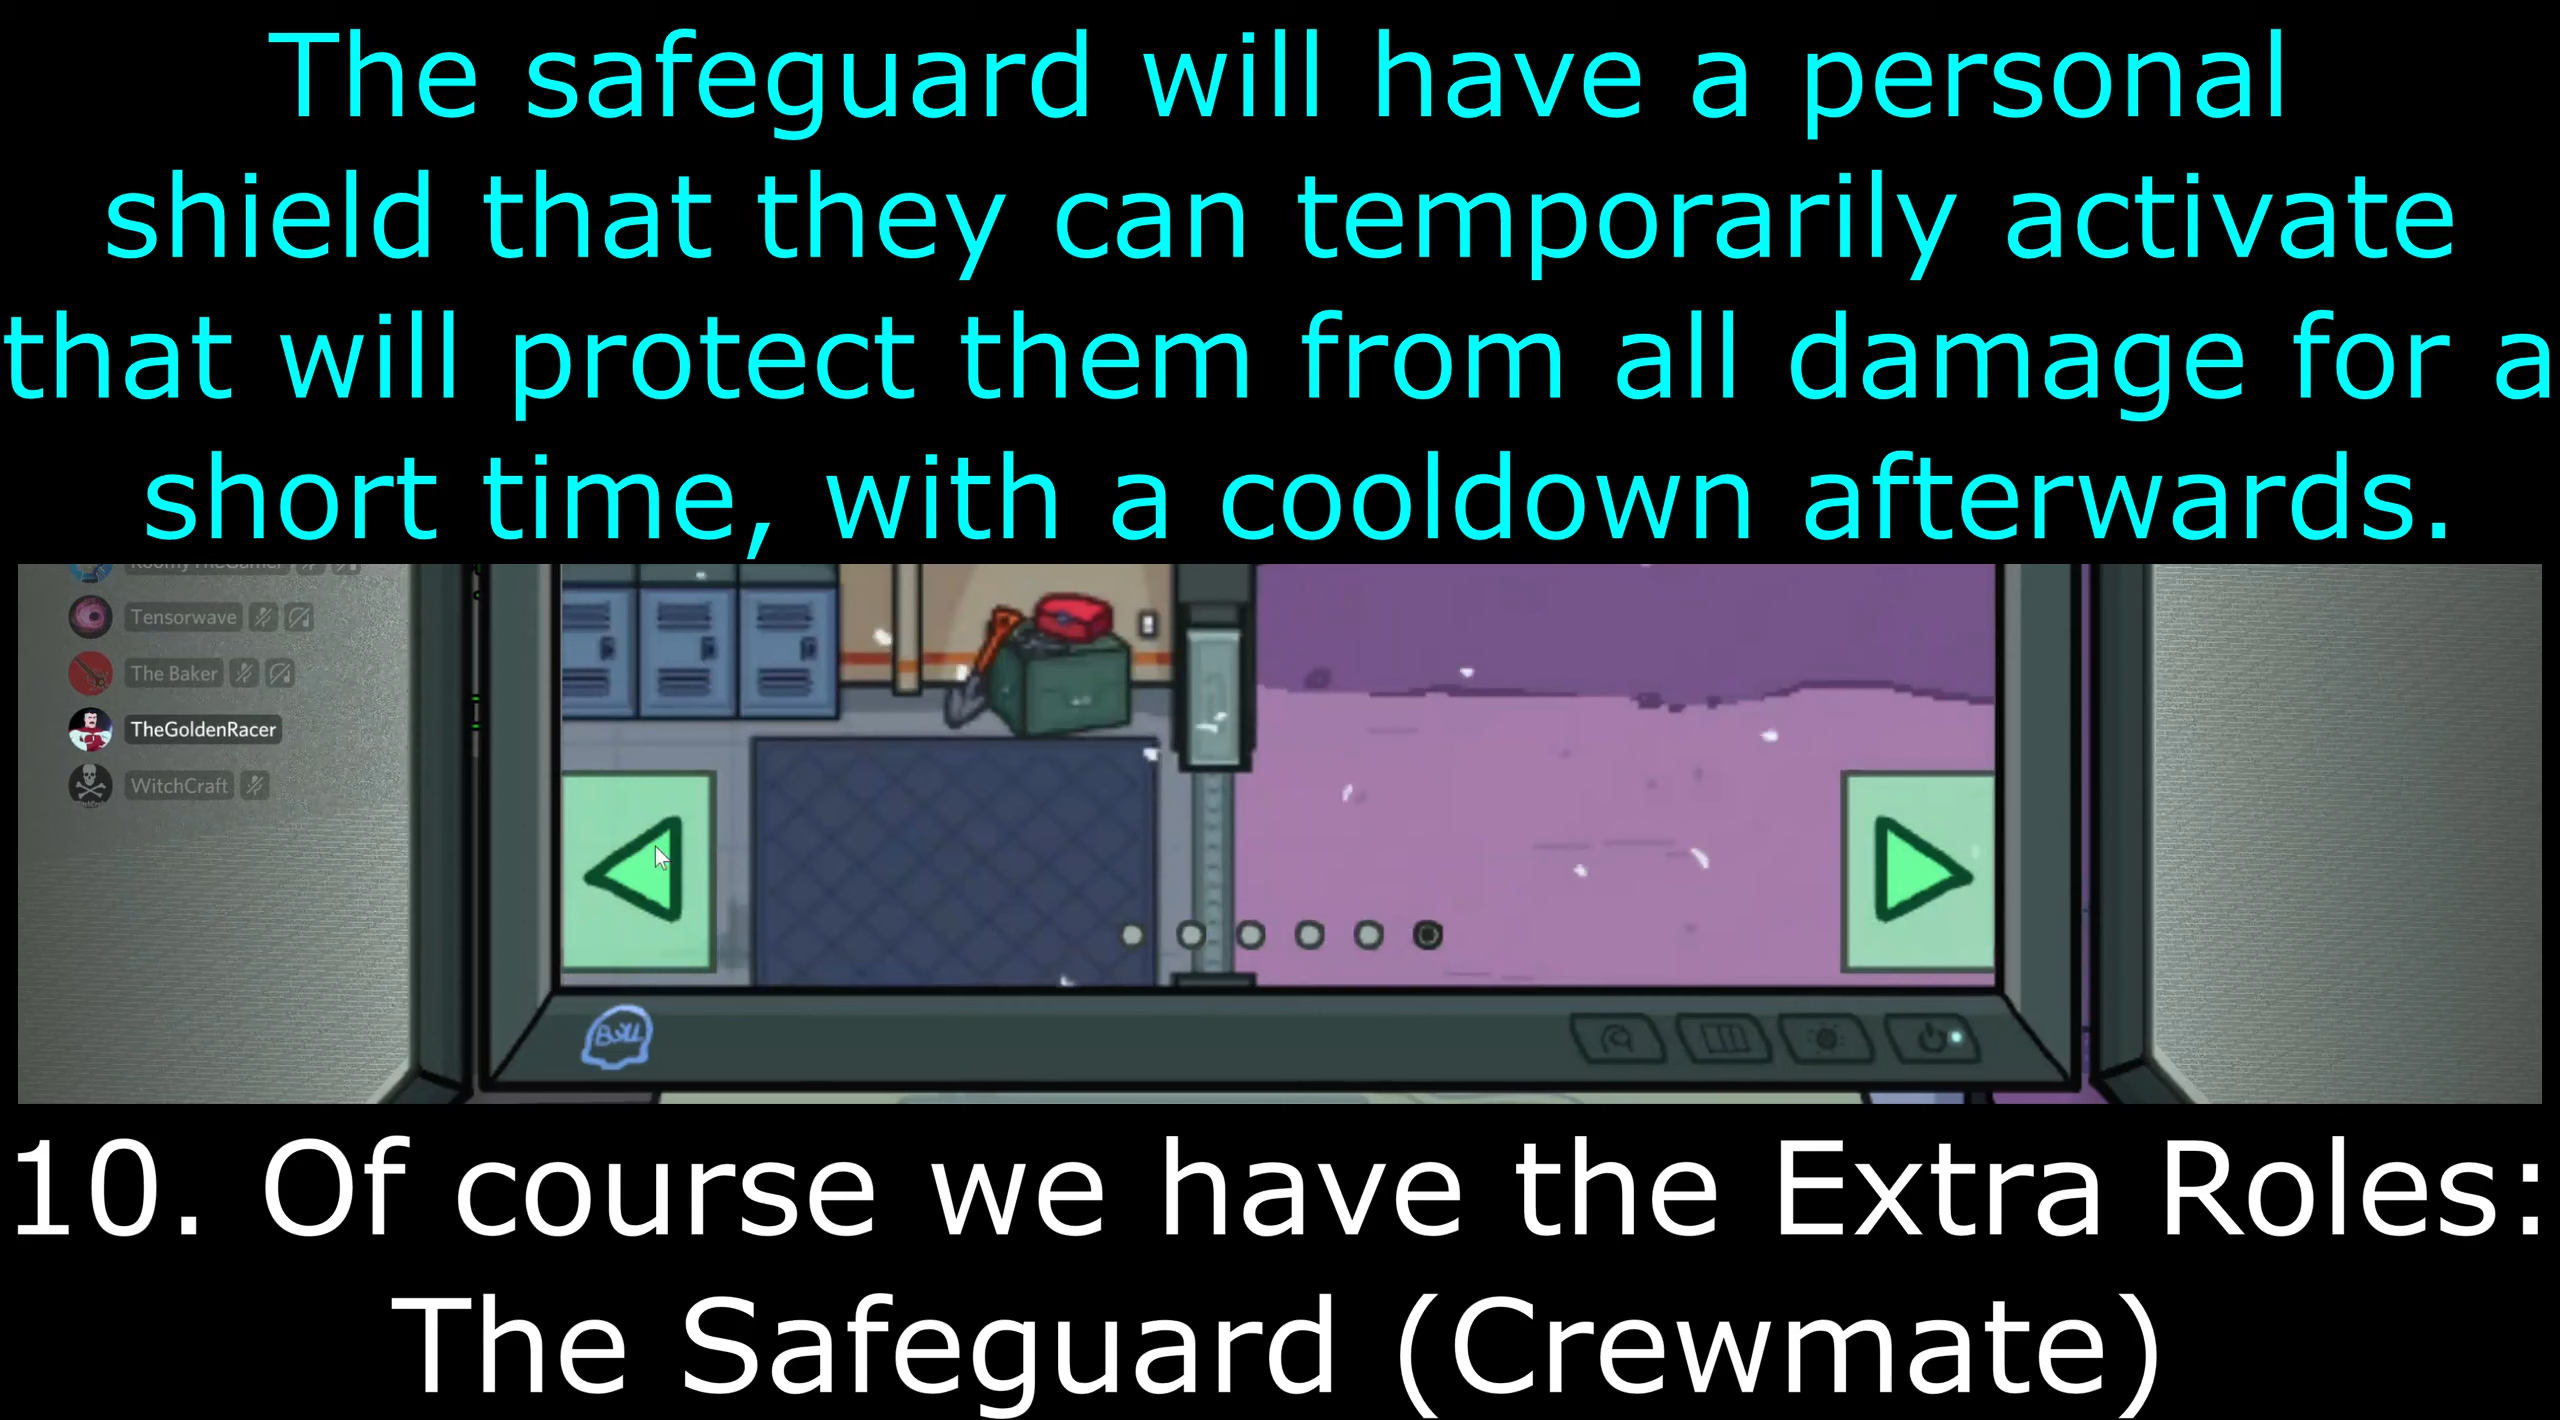 The safeguard will have a personal
shield that they can temporarily activate
that will protect them from all damage for a
short time, with a cooldown afterwards.
RoomyTheGamer
Tensorwave
The Baker
TheGoldenRacer
WitchCraft
10. Of course we have the Extra Roles:
The Safeguard (Crewmate)